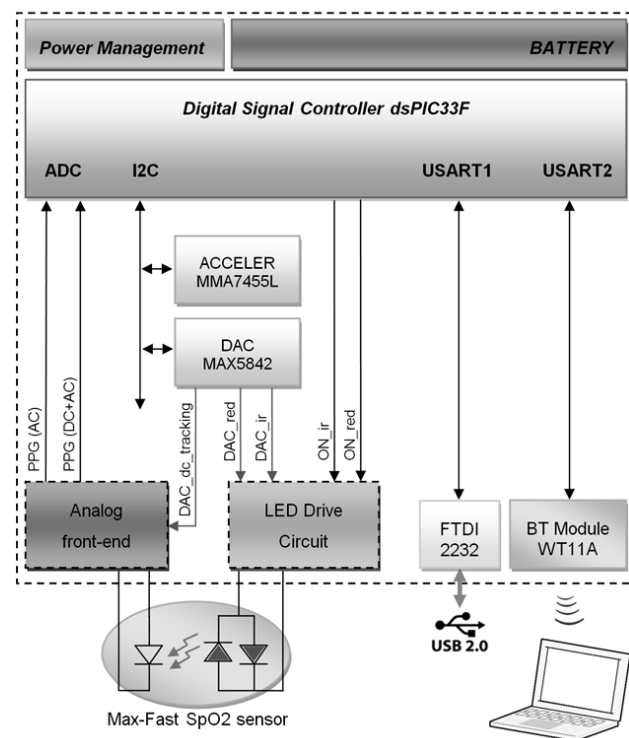 Power Management
BATTERY
Digital Signal Controller dsPIC33F
ADC
I2C
USART1
USART2
ACCELER
MMA7455L
DAC
MAX5842
PPG (AC)
PPG (DC+AC)
DAC_dc_tracking
DAC_red
DAC_ir
ON_ir
ON_red
Analog
front-end
LED Drive
Circuit
FTDI
2232
BT Module
WT11A
USB 2.0
Max-Fast SpO2 sensor